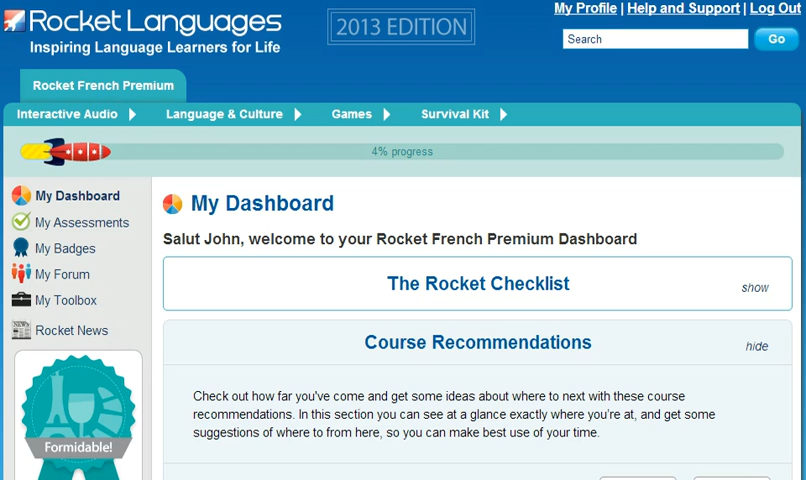 Rocket Languages
Inspiring Language Learners for Life
2013 EDITION
My Profile | Help and Support | Log Out
Search
Go
Rocket French Premium
Interactive Audio
Language & Culture
Games
Survival Kit
4% progress
My Dashboard
My Assessments
My Badges
My Forum
My Toolbox
Rocket News
NEWS
Formidable!
My Dashboard
Salut John, welcome to your Rocket French Premium Dashboard
The Rocket Checklist
show
Course Recommendations
hide
Check out how far you've come and get some ideas about where to next with these course
recommendations. In this section you can see at a glance exactly where you're at, and get some
suggestions of where to from here, so you can make best use of your time.